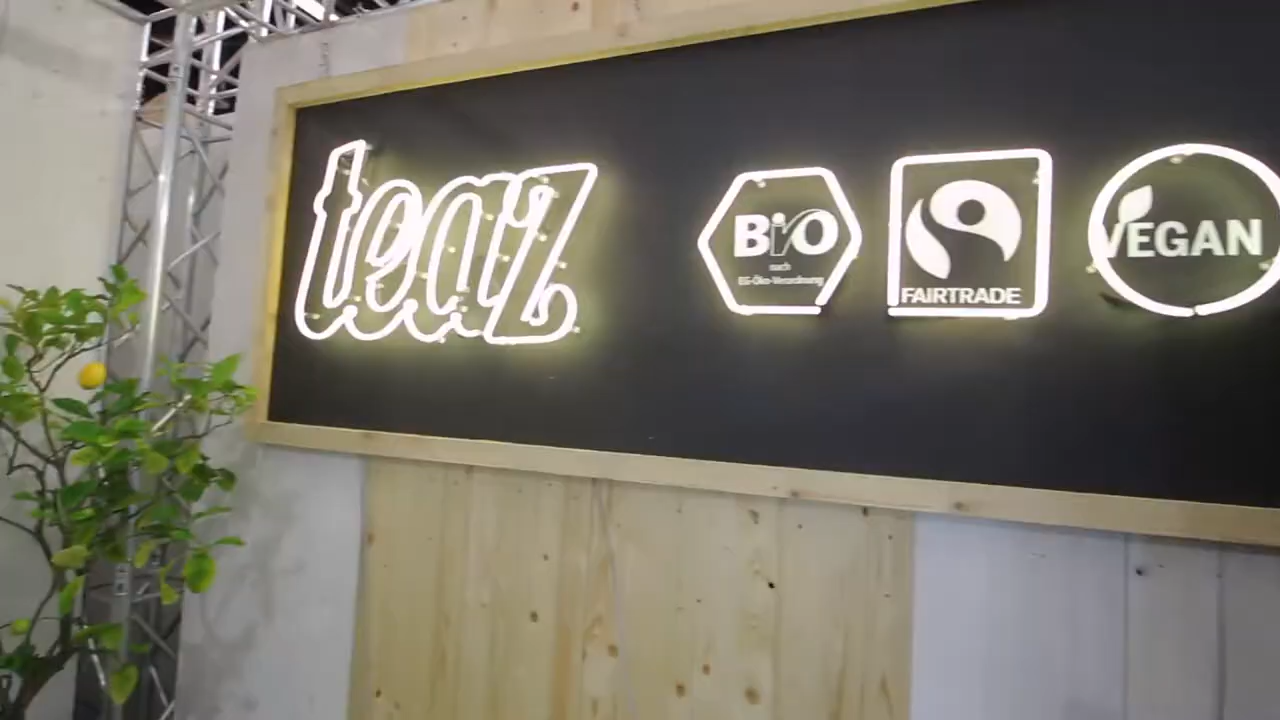 teaz
Bio
nach
EG-Öko-Verordnung
FAIRTRADE
VEGAN